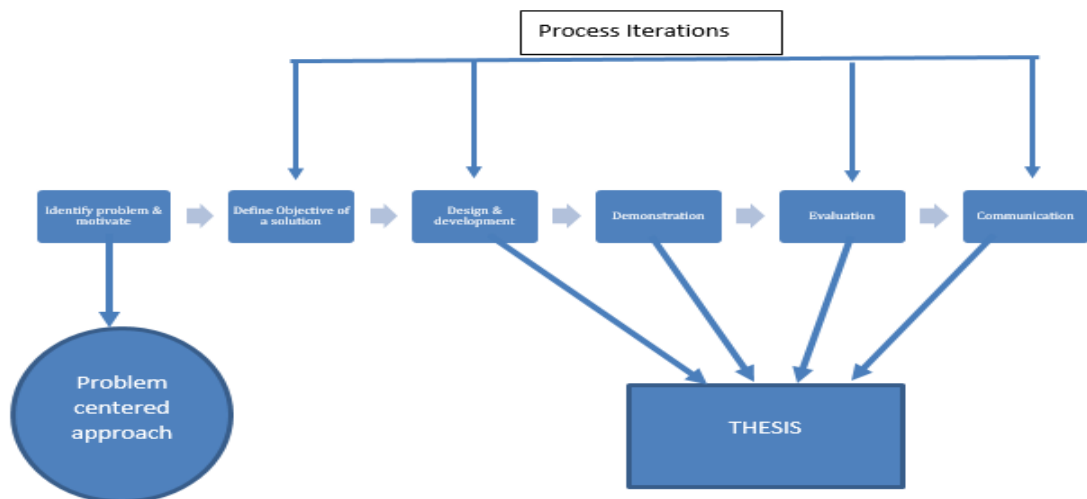 Process Iterations
Identify problem &
motivate
Define Objective of
a solution
Design &
development
Demonstration
Evaluation
Communication
Problem
centered
approach
THESIS